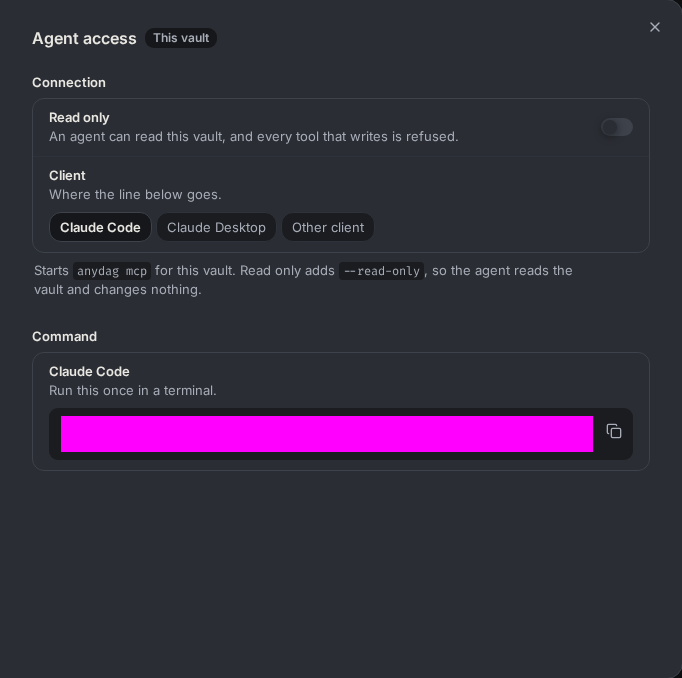 Agent access This vault
Connection
Read only
An agent can read this vault, and every tool that writes is refused.
Client
Where the line below goes.
Claude Code Claude Desktop Other client
Starts anydag mcp for this vault. Read only adds --read-only, so the agent reads the
vault and changes nothing.
Command
Claude Code
Run this once in a terminal.